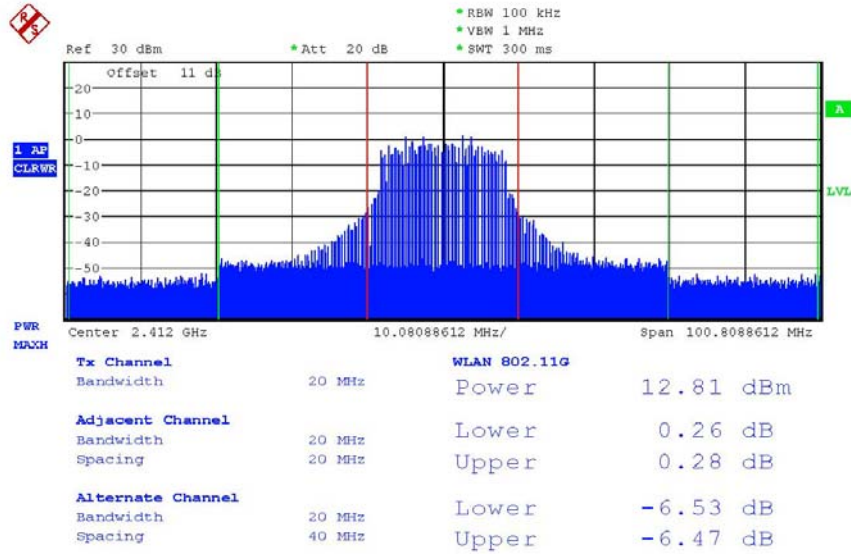 R S
* RBW 100 kHz
* VBW 1 MHz
Ref 30 dBm * Att 20 dB * SWT 300 ms
Offset 11 dB
20
10
0
-10
-20
-30
-40
-50
A
LVL
1 AP
CLRWR
PWR
MAXH
Center 2.412 GHz 10.08088612 MHz/ Span 100.8088612 MHz
Tx Channel WLAN 802.11G
Bandwidth 20 MHz Power 12.81 dBm
Adjacent Channel
Bandwidth 20 MHz Lower 0.26 dB
Spacing 20 MHz Upper 0.28 dB
Alternate Channel
Bandwidth 20 MHz Lower -6.53 dB
Spacing 40 MHz Upper -6.47 dB